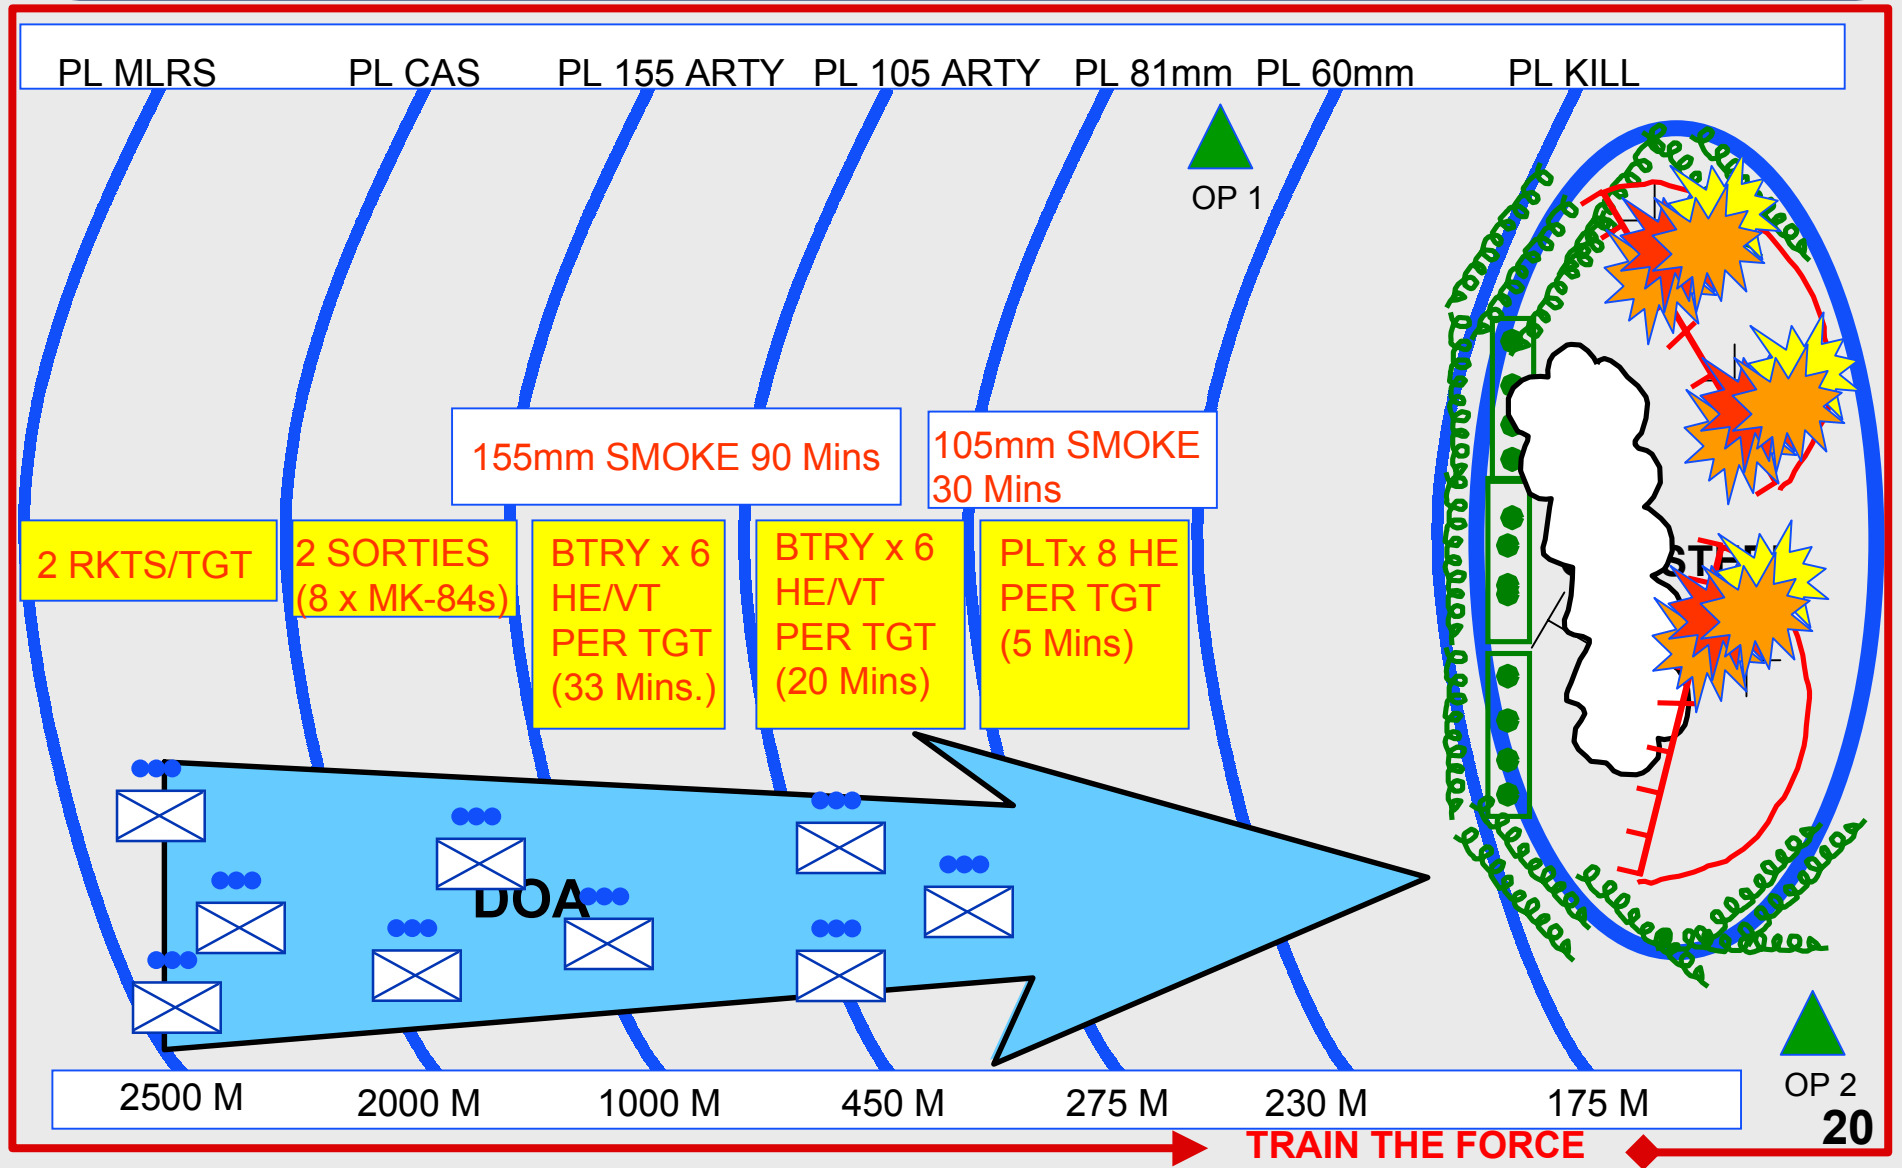 PL MLRS PL CAS PL 155 ARTY PL 105 ARTY PL 81mm PL 60mm PL KILL
OP 1
155mm SMOKE 90 Mins
105mm SMOKE
30 Mins
2 RKTS/TGT
2 SORTIES
(8 x MK-84s)
BTRY x 6
HE/VT
PER TGT
(33 Mins.)
BTRY x 6
HE/VT
PER TGT
(20 Mins)
PLTx 8 HE
PER TGT
(5 Mins)
DOA
OP 2
2500 M 2000 M 1000 M 450 M 275 M 230 M 175 M
TRAIN THE FORCE
20